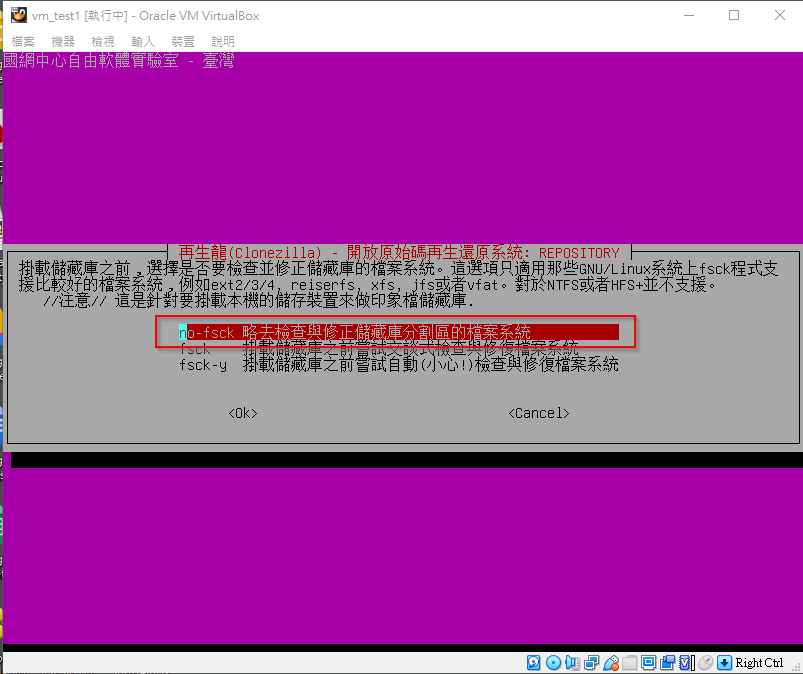 vm_test1 [執行中] - Oracle VM VirtualBox
檔案 機器 檢視 輸入 裝置 說明
國網中心自由軟體實驗室 - 臺灣
再生龍(Clonezilla) - 開放原始碼再生還原系統: REPOSITORY
掛載儲藏庫之前，選擇是否要檢查並修正儲藏庫的檔案系統。這選項只適用那些GNU/Linux系統上fsck程式支
援比較好的檔案系統，例如ext2/3/4, reiserfs, xfs, jfs或者vfat。對於NTFS或者HFS+並不支援。
//注意// 這是針對要掛載本機的儲存裝置來做印象檔儲藏庫.
no-fsck 略去檢查與修正儲藏庫分割區的檔案系統
fsck 掛載儲藏庫之前嘗試交談式檢查與修復檔案系統
fsck-y 掛載儲藏庫之前嘗試自動(小心!)檢查與修復檔案系統
<Ok> <Cancel>
Right Ctrl